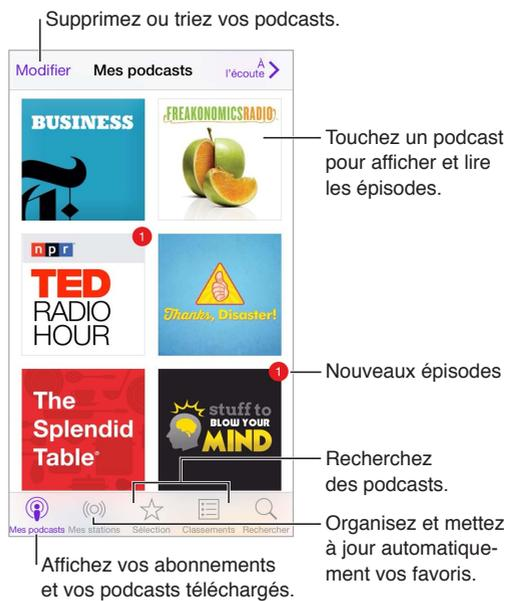 Supprimez ou triez vos podcasts.
Modifier
Mes podcasts
À
l'écoute
BUSINESS
FREAKONOMICSRADIO
Touchez un podcast
pour afficher et lire
les épisodes.
npr
1
TED
RADIO
HOUR
Thanks, Disaster!
Nouveaux épisodes
1
The
Splendid
Table®
stuff to
BLOW YOUR
MIND
Recherchez
des podcasts.
Mes podcasts
Mes stations
Sélection
Classements
Rechercher
Organisez et mettez
à jour automatique-
ment vos favoris.
Affichez vos abonnements
et vos podcasts téléchargés.